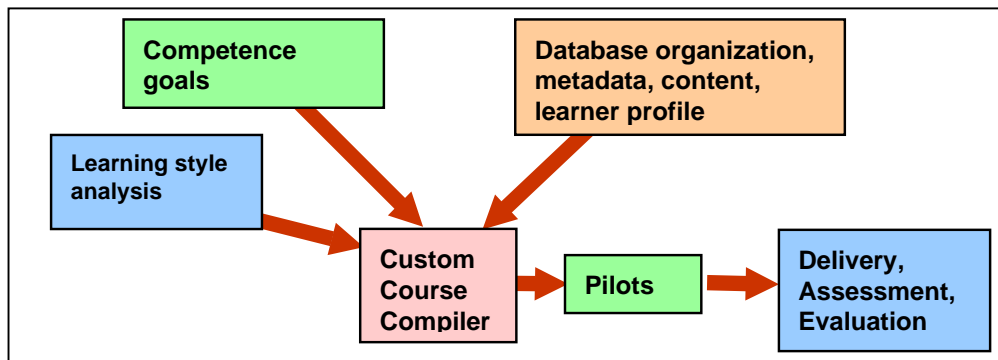 Competence
goals
Database organization,
metadata, content,
learner profile
Learning style
analysis
Custom
Course
Compiler
Pilots
Delivery,
Assessment,
Evaluation